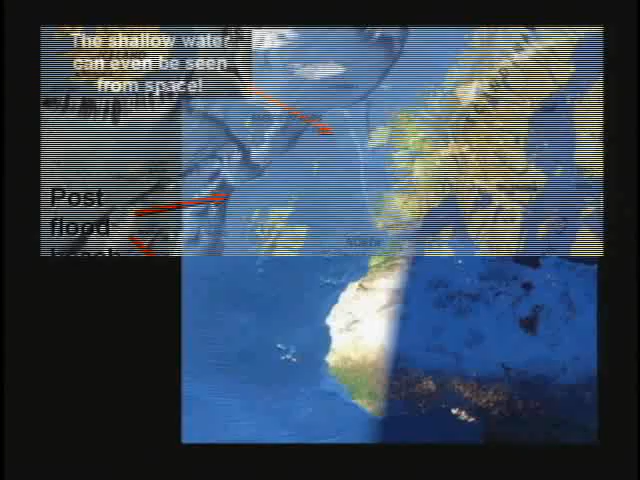 The shallow water
can even be seen
from space!
Post
flood